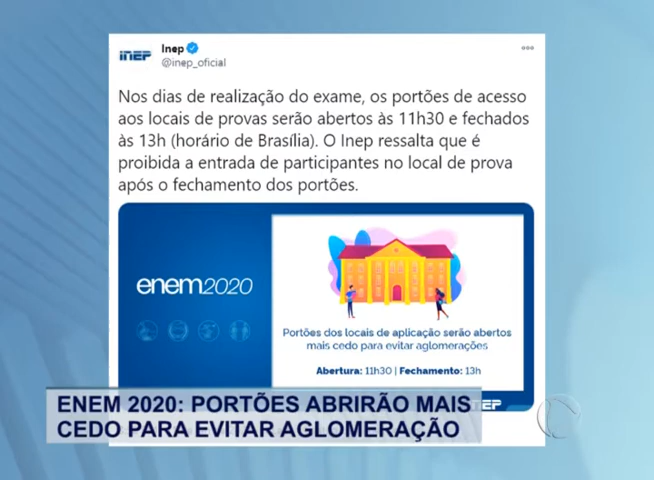 inep
Inep
@inep_oficial
Nos dias de realização do exame, os portões de acesso
aos locais de provas serão abertos às 11h30 e fechados
às 13h (horário de Brasília). O Inep ressalta que é
proibida a entrada de participantes no local de prova
após o fechamento dos portões.
enem2020
Portões dos locais de aplicação serão abertos
mais cedo para evitar aglomerações
Abertura: 11h30 | Fechamento: 13h
ENEM 2020: PORTÕES ABRIRÃO MAIS
CEDO PARA EVITAR AGLOMERAÇÃO